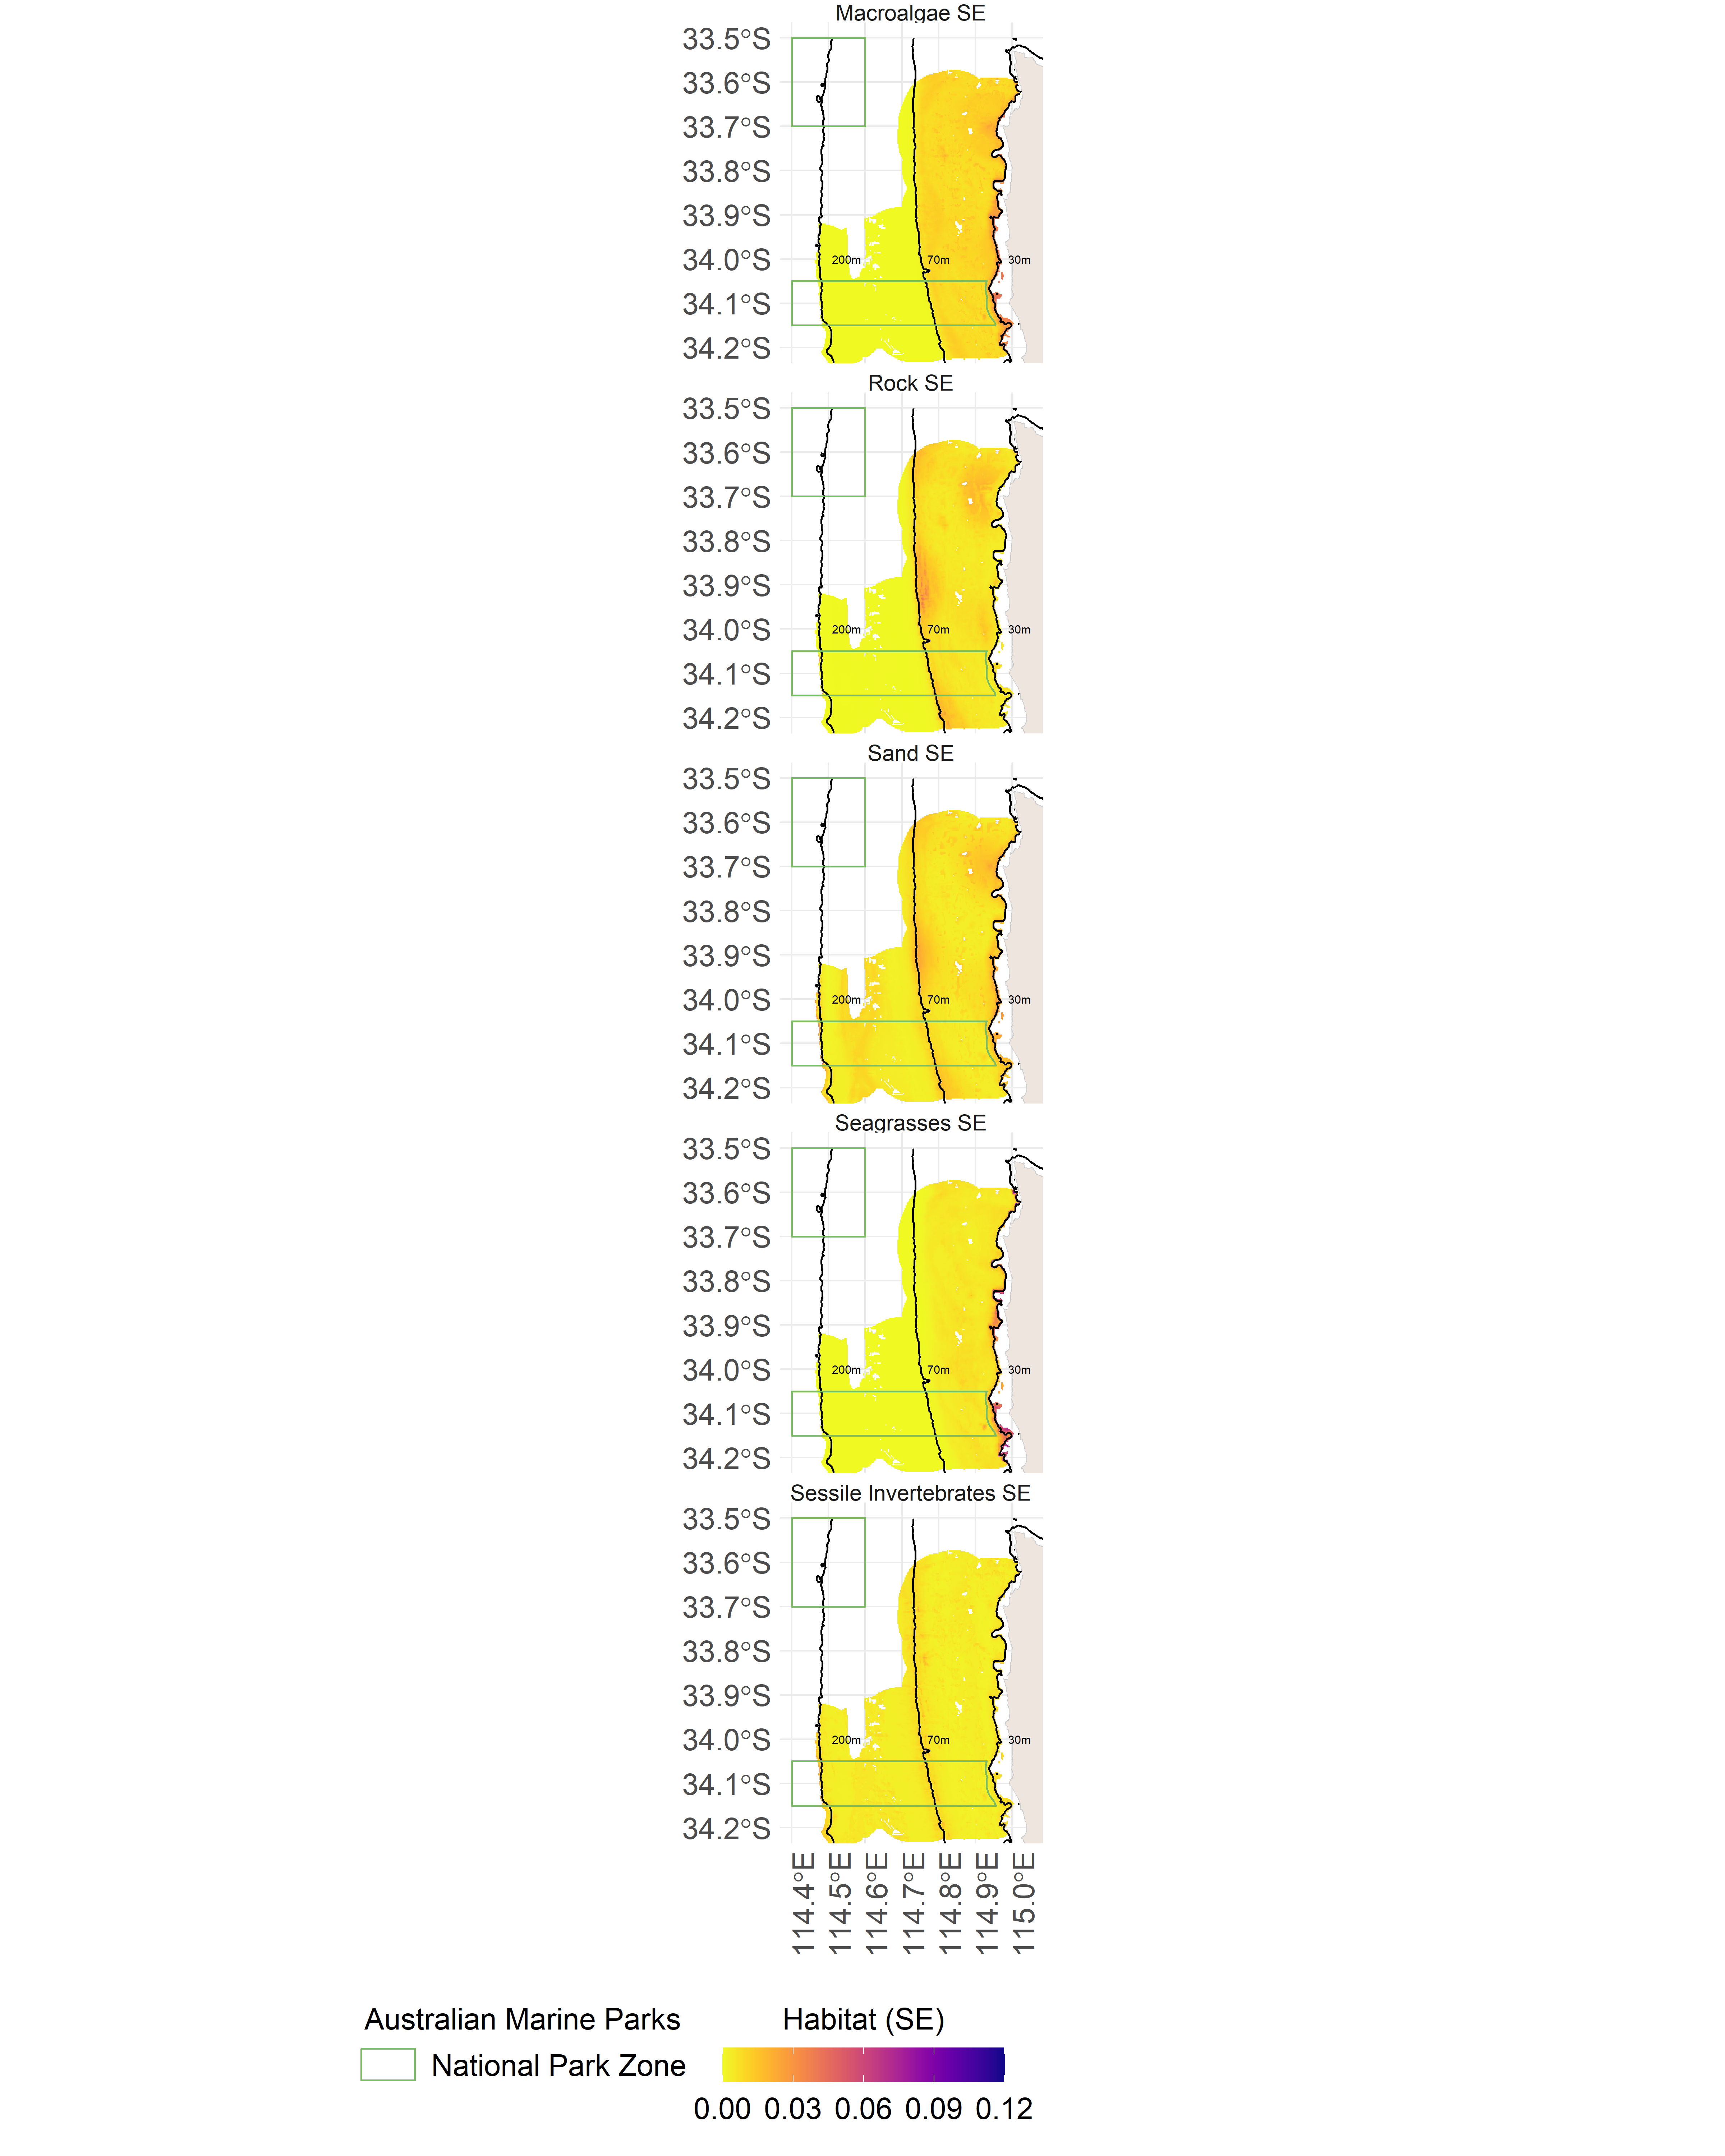 Macroalgae SE
33.5°S
33.6°S
33.7°S
33.8°S
33.9°S
34.0°S
34.1°S
34.2°S
200m 70m 30m
Rock SE
33.5°S
33.6°S
33.7°S
33.8°S
33.9°S
34.0°S
34.1°S
34.2°S
200m 70m 30m
Sand SE
33.5°S
33.6°S
33.7°S
33.8°S
33.9°S
34.0°S
34.1°S
34.2°S
200m 70m 30m
Seagrasses SE
33.5°S
33.6°S
33.7°S
33.8°S
33.9°S
34.0°S
34.1°S
34.2°S
200m 70m 30m
Sessile Invertebrates SE
33.5°S
33.6°S
33.7°S
33.8°S
33.9°S
34.0°S
34.1°S
34.2°S
200m 70m 30m
114.4°E
114.5°E
114.6°E
114.7°E
114.8°E
114.9°E
115.0°E
Australian Marine Parks
National Park Zone
Habitat (SE)
0.00 0.03 0.06 0.09 0.12